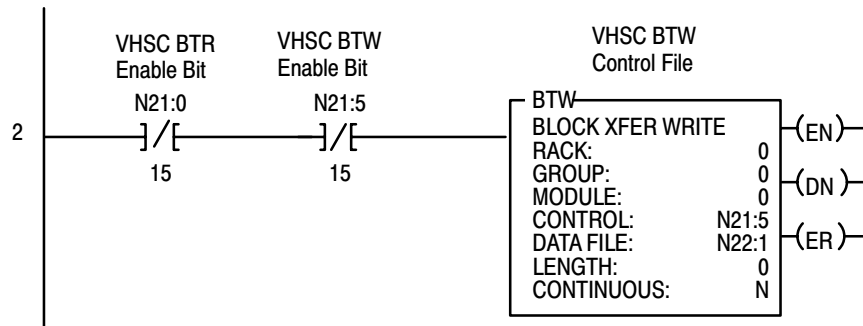 VHSC BTR
Enable Bit
VHSC BTW
Enable Bit
VHSC BTW
Control File
N21:0
N21:5
2
15
15
BTW
BLOCK XFER WRITE
RACK: 0
GROUP: 0
MODULE: 0
CONTROL: N21:5
DATA FILE: N22:1
LENGTH: 0
CONTINUOUS: N
EN
DN
ER